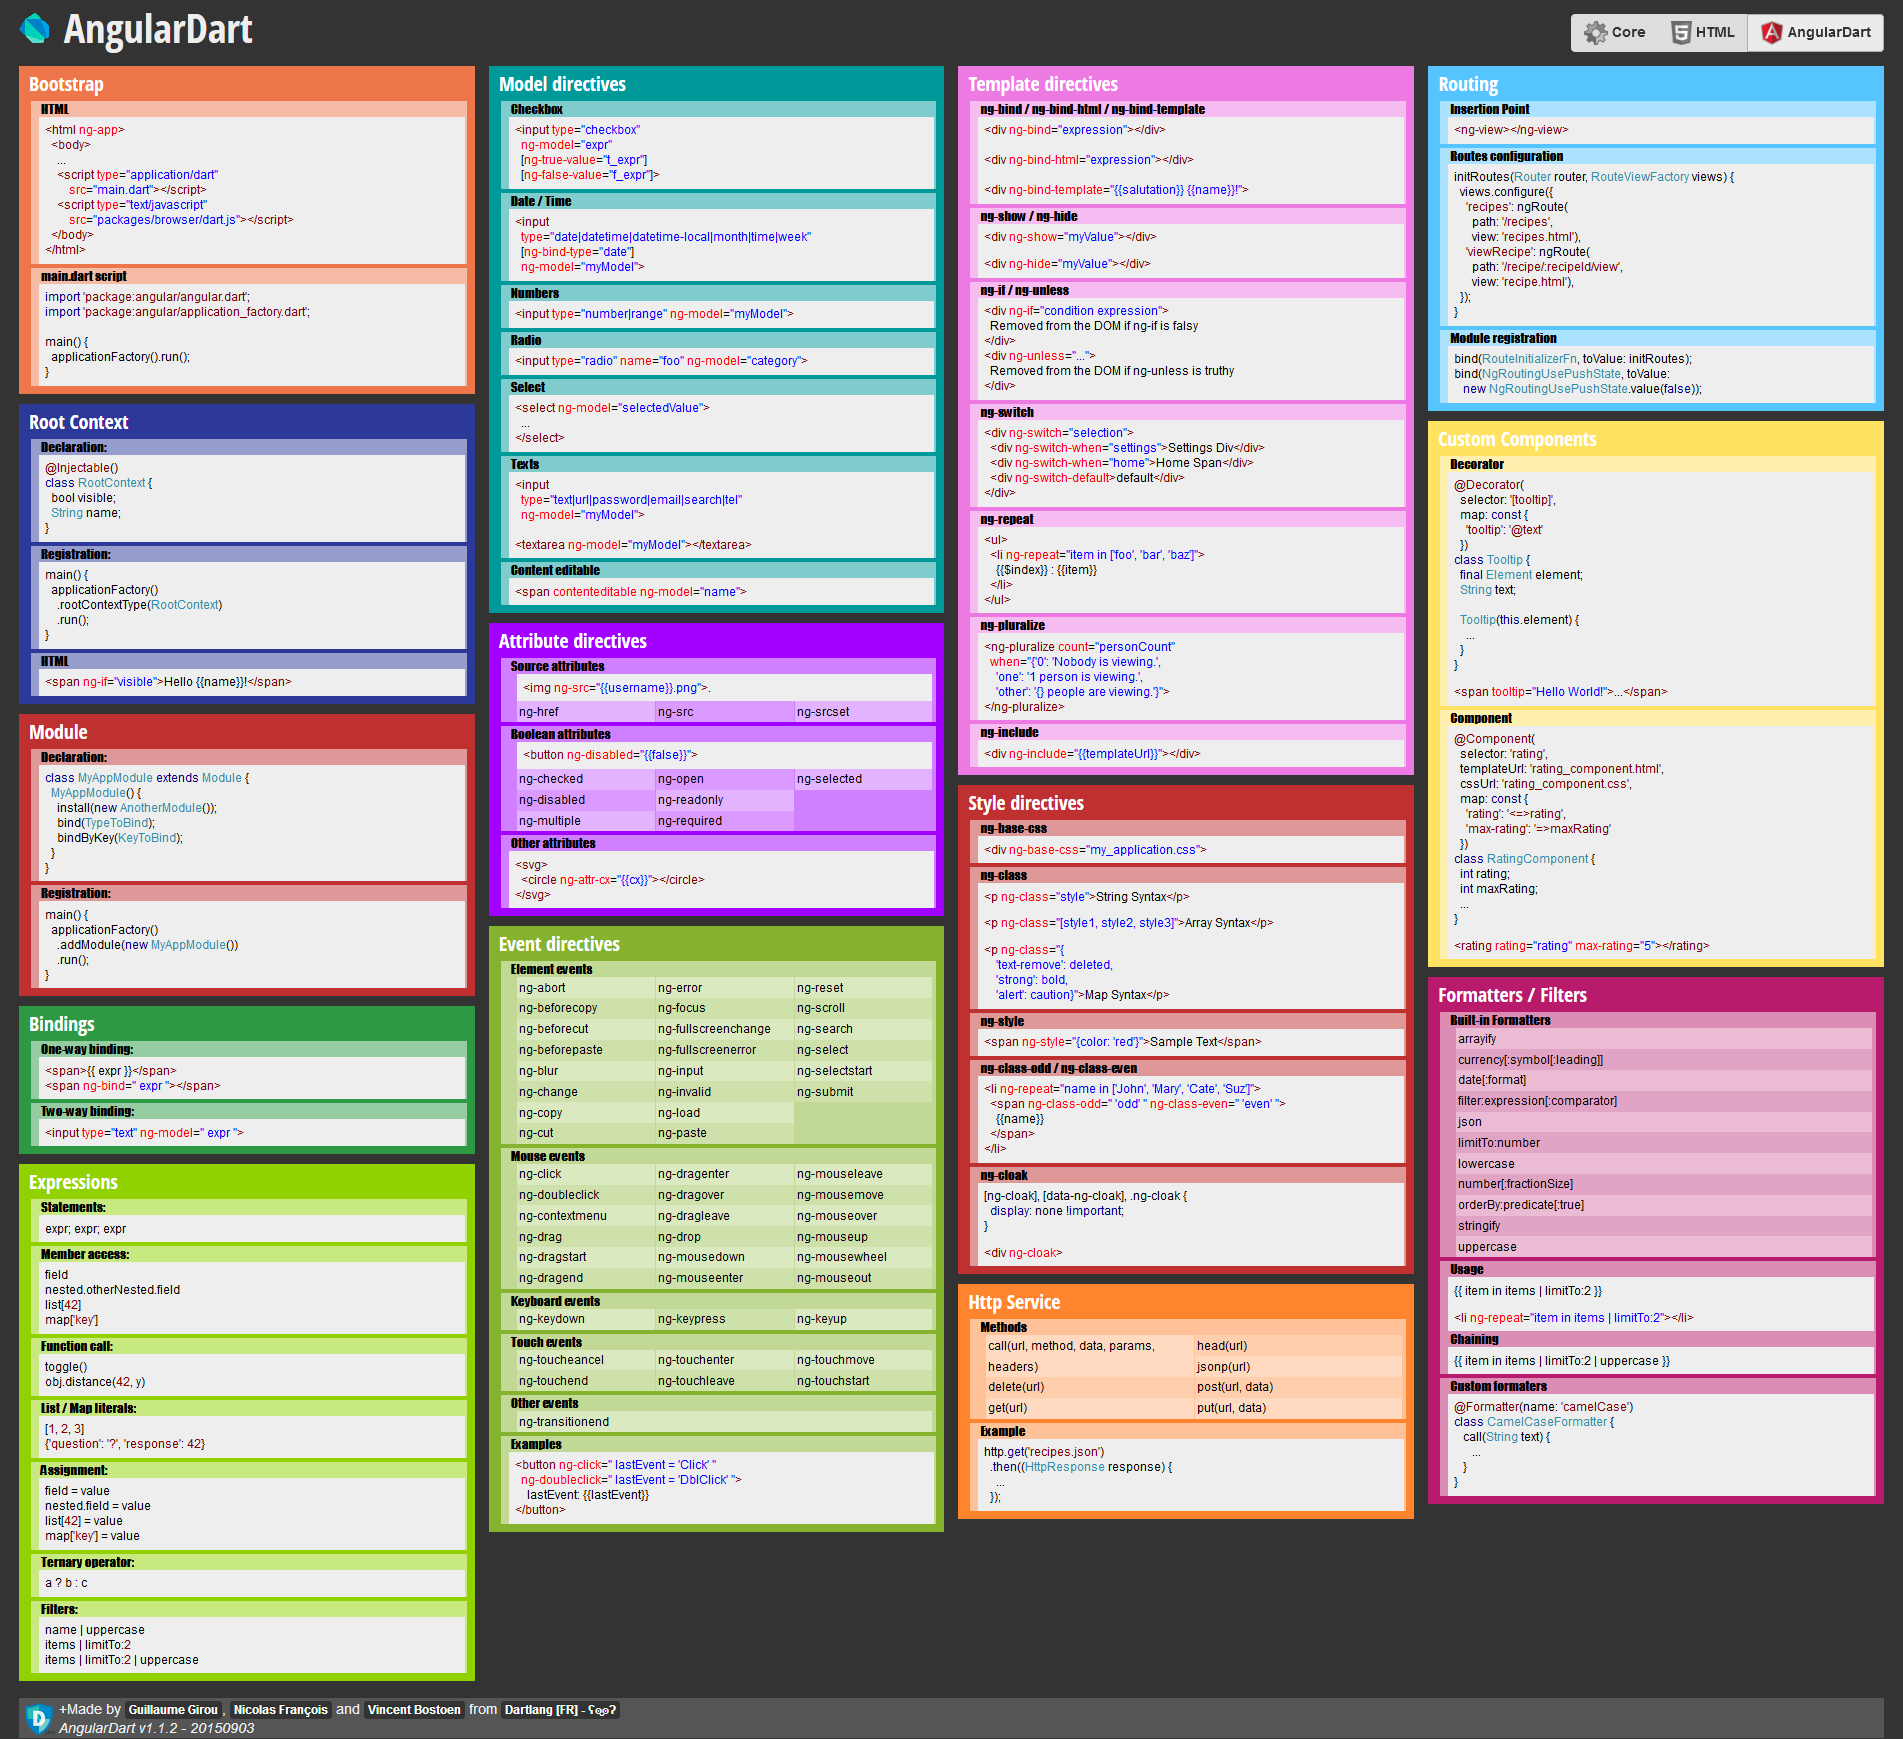 AngularDart
Core
HTML
AngularDart
Bootstrap
HTML
<html ng-app>
<body>
...
<script type="application/dart"
src="main.dart"></script>
<script type="text/javascript"
src="packages/browser/dart.js"></script>
</body>
</html>
main.dart script
import 'package:angular/angular.dart';
import 'package:angular/application_factory.dart';
main() {
applicationFactory().run();
}
Root Context
Declaration:
@Injectable()
class RootContext {
bool visible;
String name;
}
Registration:
main() {
applicationFactory()
.rootContextType(RootContext)
.run();
}
HTML
<span ng-if="visible">Hello {{name}}!</span>
Module
Declaration:
class MyAppModule extends Module {
MyAppModule() {
install(new AnotherModule());
bind(TypeToBind);
bindByKey(KeyToBind);
}
}
Registration:
main() {
applicationFactory()
.addModule(new MyAppModule())
.run();
}
Bindings
One-way binding:
<span>{{ expr }}</span>
<span ng-bind=" expr "></span>
Two-way binding:
<input type="text" ng-model=" expr ">
Expressions
Statements:
expr; expr; expr
Member access:
field
nested.otherNested.field
list[42]
map['key']
Function call:
toggle()
obj.distance(42, y)
List / Map literals:
[1, 2, 3]
{'question': '?', 'response': 42}
Assignment:
field = value
nested.field = value
list[42] = value
map['key'] = value
Ternary operator:
a ? b : c
Filters:
name | uppercase
items | limitTo:2
items | limitTo:2 | uppercase
Model directives
Checkbox
<input type="checkbox"
ng-model="expr"
[ng-true-value="t_expr"]
[ng-false-value="f_expr"]>
Date / Time
<input
type="date|datetime|datetime-local|month|time|week"
[ng-bind-type="date"]
ng-model="myModel">
Numbers
<input type="number|range" ng-model="myModel">
Radio
<input type="radio" name="foo" ng-model="category">
Select
<select ng-model="selectedValue">
...
</select>
Texts
<input
type="text|url|password|email|search|tel"
ng-model="myModel">
<textarea ng-model="myModel"></textarea>
Content editable
<span contenteditable ng-model="name">
Attribute directives
Source attributes
<img ng-src="{{username}}.png">.
ng-href ng-src ng-srcset
Boolean attributes
<button ng-disabled="{{false}}">
ng-checked ng-open ng-selected
ng-disabled ng-readonly
ng-multiple ng-required
Other attributes
<svg>
<circle ng-attr-cx="{{cx}}"></circle>
</svg>
Event directives
Element events
ng-abort ng-error ng-reset
ng-beforecopy ng-focus ng-scroll
ng-beforecut ng-fullscreenchange ng-search
ng-beforepaste ng-fullscreenerror ng-select
ng-blur ng-input ng-selectstart
ng-change ng-invalid ng-submit
ng-copy ng-load
ng-cut ng-paste
Mouse events
ng-click ng-dragenter ng-mouseleave
ng-doubleclick ng-dragover ng-mousemove
ng-contextmenu ng-dragleave ng-mouseover
ng-drag ng-drop ng-mouseup
ng-dragstart ng-mousedown ng-mousewheel
ng-dragend ng-mouseenter ng-mouseout
Keyboard events
ng-keydown ng-keypress ng-keyup
Touch events
ng-toucheancel ng-touchenter ng-touchmove
ng-touchend ng-touchleave ng-touchstart
Other events
ng-transitionend
Examples
<button ng-click=" lastEvent = 'Click' "
ng-doubleclick=" lastEvent = 'DblClick' ">
lastEvent: {{lastEvent}}
</button>
Template directives
ng-bind / ng-bind-html / ng-bind-template
<div ng-bind="expression"></div>
<div ng-bind-html="expression"></div>
<div ng-bind-template="{{salutation}} {{name}}!">
ng-show / ng-hide
<div ng-show="myValue"></div>
<div ng-hide="myValue"></div>
ng-if / ng-unless
<div ng-if="condition expression">
Removed from the DOM if ng-if is falsy
</div>
<div ng-unless="...">
Removed from the DOM if ng-unless is truthy
</div>
ng-switch
<div ng-switch="selection">
<div ng-switch-when="settings">Settings Div</div>
<div ng-switch-when="home">Home Span</div>
<div ng-switch-default>default</div>
</div>
ng-repeat
<ul>
<li ng-repeat="item in ['foo', 'bar', 'baz']">
{{$index}} : {{item}}
</li>
</ul>
ng-pluralize
<ng-pluralize count="personCount"
when="{'0': 'Nobody is viewing.',
'one': '1 person is viewing.',
'other': '{} people are viewing.'}">
</ng-pluralize>
ng-include
<div ng-include="{{templateUrl}}"></div>
Style directives
ng-base-css
<div ng-base-css="my_application.css">
ng-class
<p ng-class="style">String Syntax</p>
<p ng-class="[style1, style2, style3]">Array Syntax</p>
<p ng-class="{
'text-remove': deleted,
'strong': bold,
'alert': caution}">Map Syntax</p>
ng-style
<span ng-style="{color: 'red'}">Sample Text</span>
ng-class-odd / ng-class-even
<li ng-repeat="name in ['John', 'Mary', 'Cate', 'Suz']">
<span ng-class-odd=" 'odd' " ng-class-even=" 'even' ">
{{name}}
</span>
</li>
ng-cloak
[ng-cloak], [data-ng-cloak], .ng-cloak {
display: none !important;
}
<div ng-cloak>
Http Service
Methods
call(url, method, data, params, head(url)
headers) jsonp(url)
delete(url) post(url, data)
get(url) put(url, data)
Example
http.get('recipes.json')
.then((HttpResponse response) {
...
});
Routing
Insertion Point
<ng-view></ng-view>
Routes configuration
initRoutes(Router router, RouteViewFactory views) {
views.configure({
'recipes': ngRoute(
path: '/recipes',
view: 'recipes.html'),
'viewRecipe': ngRoute(
path: '/recipe/:recipeId/view',
view: 'recipe.html'),
});
}
Module registration
bind(RouteInitializerFn, toValue: initRoutes);
bind(NgRoutingUsePushState, toValue:
new NgRoutingUsePushState.value(false));
Custom Components
Decorator
@Decorator(
selector: '[tooltip]',
map: const {
'tooltip': '@text'
})
class Tooltip {
final Element element;
String text;
Tooltip(this.element) {
...
}
}
<span tooltip="Hello World!">...</span>
Component
@Component(
selector: 'rating',
templateUrl: 'rating_component.html',
cssUrl: 'rating_component.css',
map: const {
'rating': '<=>rating',
'max-rating': '=>maxRating'
})
class RatingComponent {
int rating;
int maxRating;
...
}
<rating rating="rating" max-rating="5"></rating>
Formatters / Filters
Built-in Formatters
arrayify
currency[:symbol[:leading]]
date[:format]
filter:expression[:comparator]
json
limitTo:number
lowercase
number[:fractionSize]
orderBy:predicate[:true]
stringify
uppercase
Usage
{{ item in items | limitTo:2 }}
<li ng-repeat="item in items | limitTo:2"></li>
Chaining
{{ item in items | limitTo:2 | uppercase }}
Custom formaters
@Formatter(name: 'camelCase')
class CamelCaseFormatter {
call(String text) {
...
}
}
+Made by Guillaume Girou, Nicolas François and Vincent Bostoen from Dartlang [FR] -
AngularDart v1.1.2 - 20150903